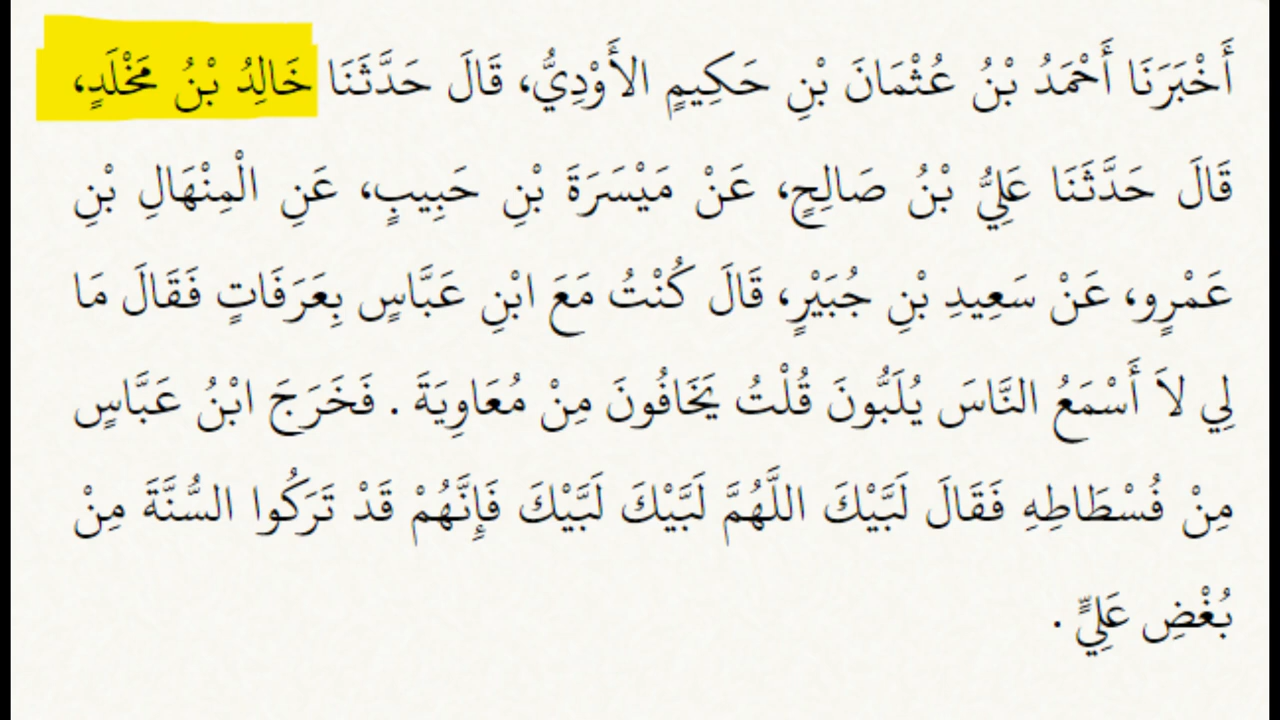 أَخْبَرَنَا أَحْمَدُ بْنُ عُثْمَانَ بْنِ حَكِيمٍ الأَوْدِيُّ، قَالَ حَدَّثَنَا خَالِدُ بْنُ مَخْلَدٍ،
قَالَ حَدَّثَنَا عَلِيُّ بْنُ صَالِحٍ، عَنْ مَيْسَرَةَ بْنِ حَبِيبٍ، عَنِ الْمِنْهَالِ بْنِ
عَمْرٍو، عَنْ سَعِيدِ بْنِ جُبَيْرٍ، قَالَ كُنْتُ مَعَ ابْنِ عَبَّاسٍ بِعَرَفَاتٍ فَقَالَ مَا
لِي لاَ أَسْمَعُ النَّاسَ يُلَبُّونَ قُلْتُ يَخَافُونَ مِنْ مُعَاوِيَةَ . فَخَرَجَ ابْنُ عَبَّاسٍ
مِنْ فُسْطَاطِهِ فَقَالَ لَبَّيْكَ اللَّهُمَّ لَبَّيْكَ لَبَّيْكَ فَإِنَّهُمْ قَدْ تَرَكُوا السُّنَّةَ مِنْ
بُغْضِ عَلِيٍّ .